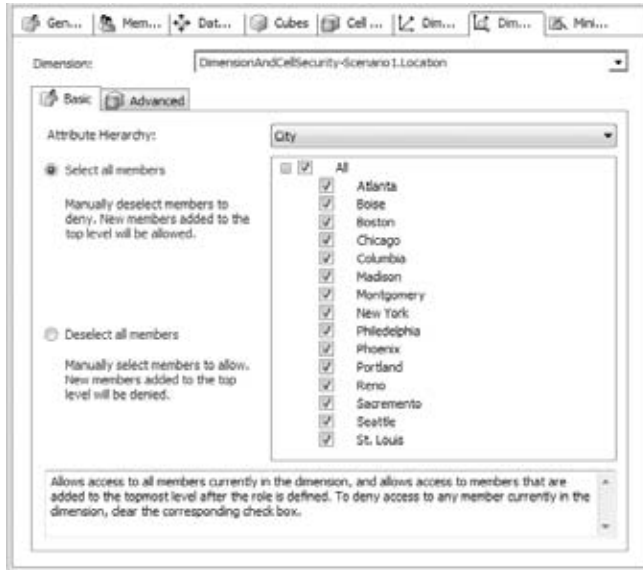 Gen... Mem... Dat... Cubes Cell ... Dim... Dim... Mini...
Dimension: DimensionAndCellSecurity-Scenario1.Location
Basic Advanced
Attribute Hierarchy: City
Select all members
Manually deselect members to
deny. New members added to the
top level will be allowed.
Deselect all members
Manually select members to allow.
New members added to the top
level will be denied.
All
Atlanta
Boise
Boston
Chicago
Columbia
Madison
Montgomery
New York
Philedelphia
Phoenix
Portland
Reno
Sacremento
Seattle
St. Louis
Allows access to all members currently in the dimension, and allows access to members that are
added to the topmost level after the role is defined. To deny access to any member currently in the
dimension, clear the corresponding check box.